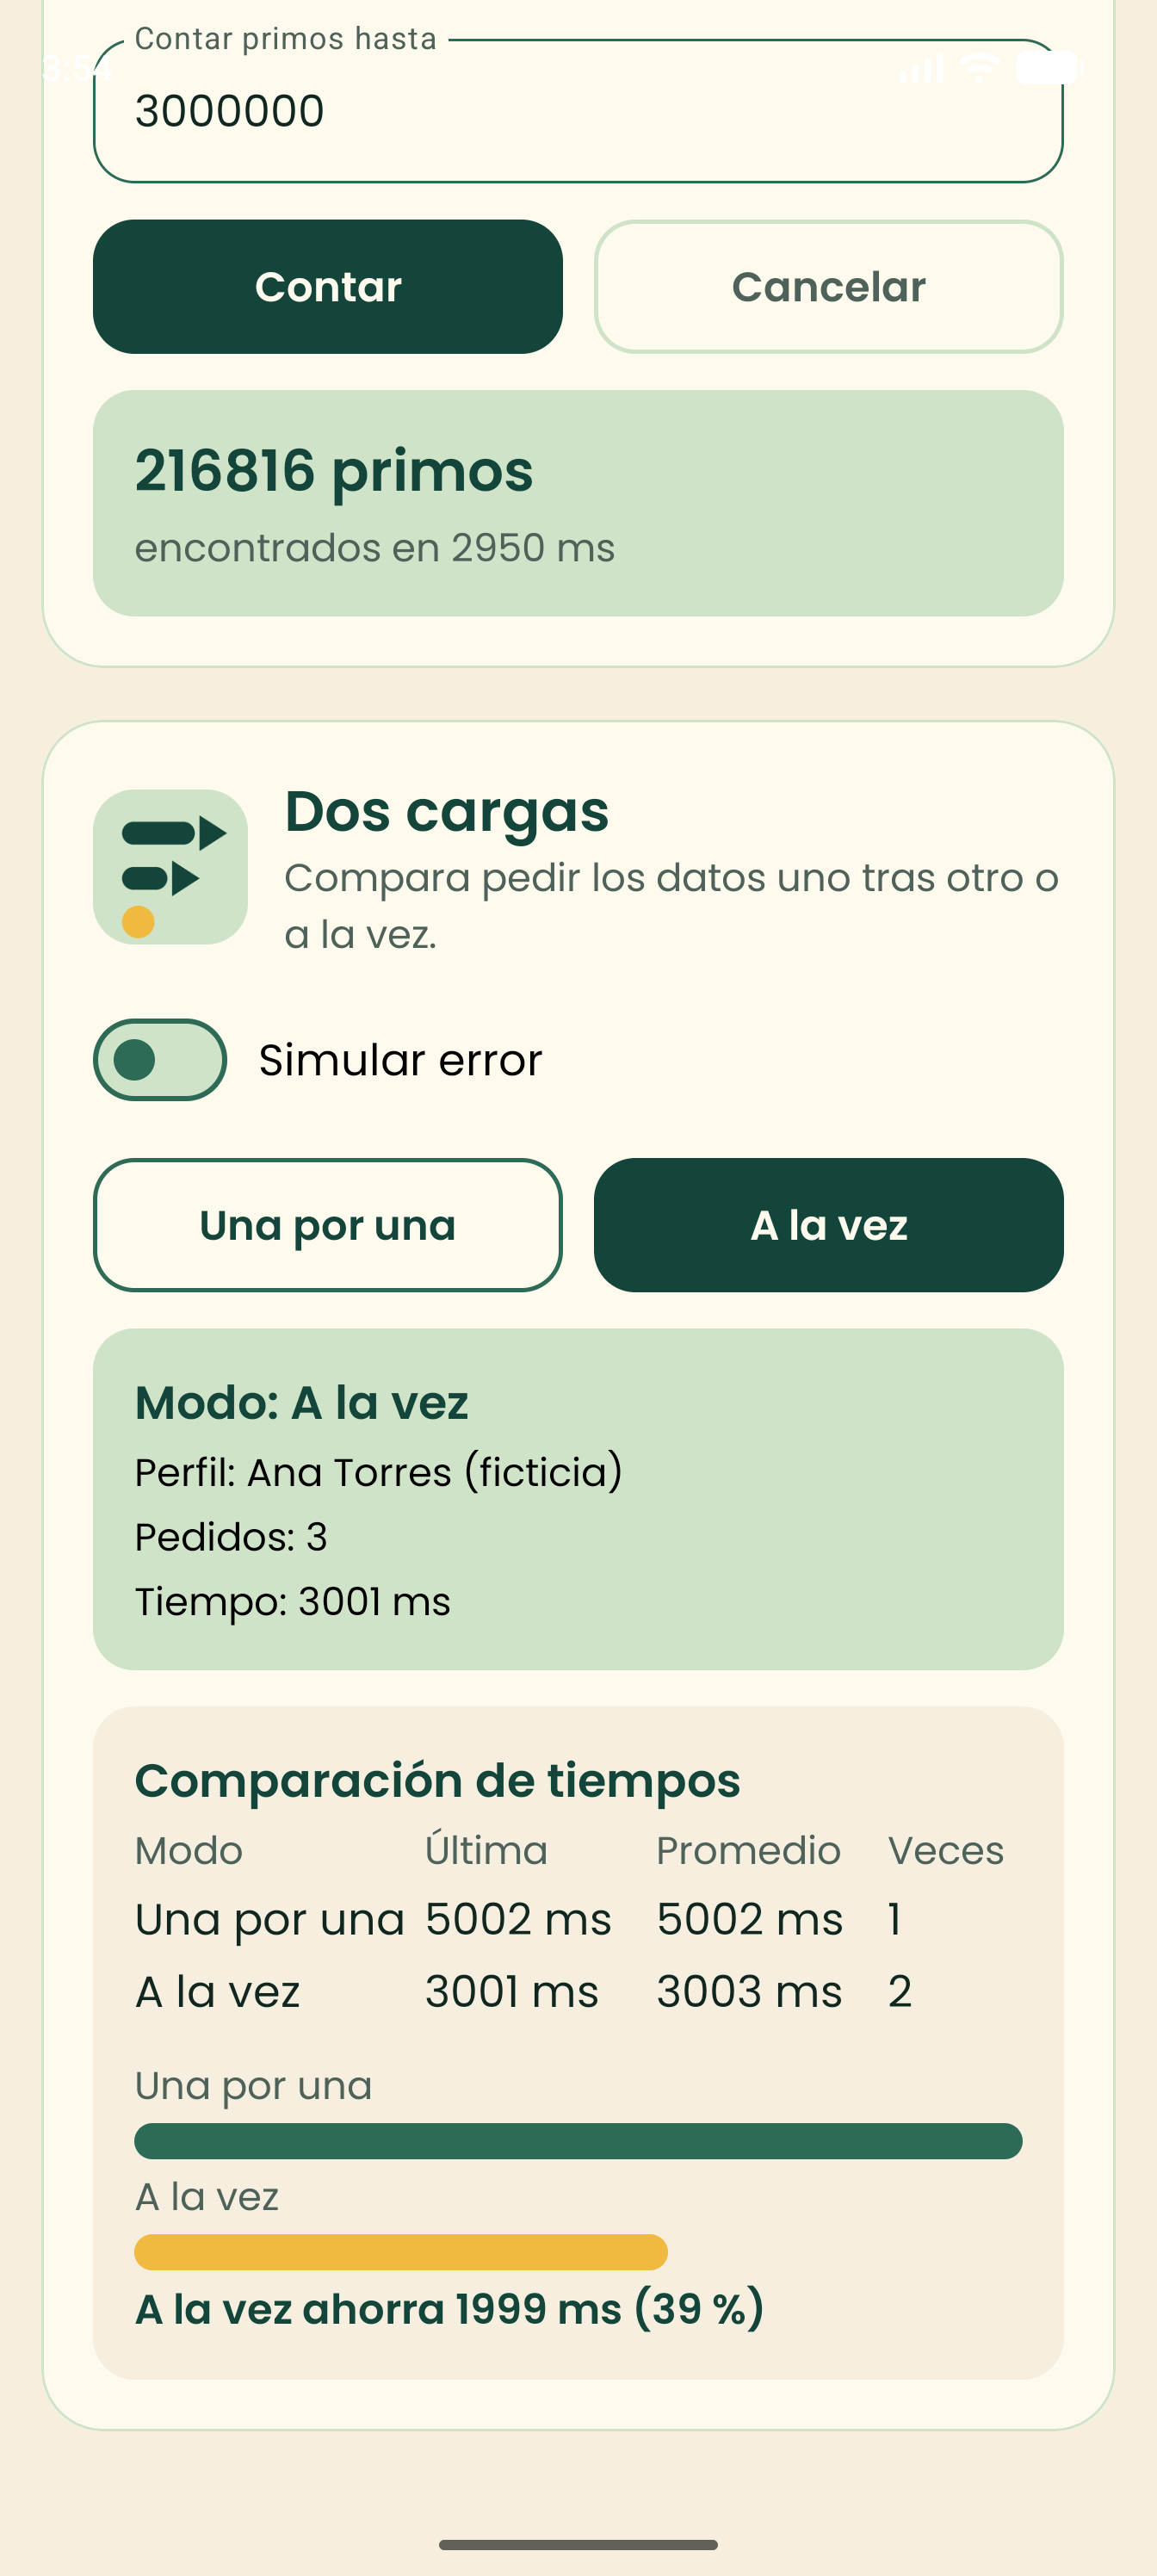 Contar primos hasta
3:54
3000000
Contar
Cancelar
216816 primos
encontrados en 2950 ms
Dos cargas
Compara pedir los datos uno tras otro o
a la vez.
Simular error
Una por una
A la vez
Modo: A la vez
Perfil: Ana Torres (ficticia)
Pedidos: 3
Tiempo: 3001 ms
Comparación de tiempos
Modo Última Promedio Veces
Una por una 5002 ms 5002 ms 1
A la vez 3001 ms 3003 ms 2
Una por una
A la vez
A la vez ahorra 1999 ms (39 %)